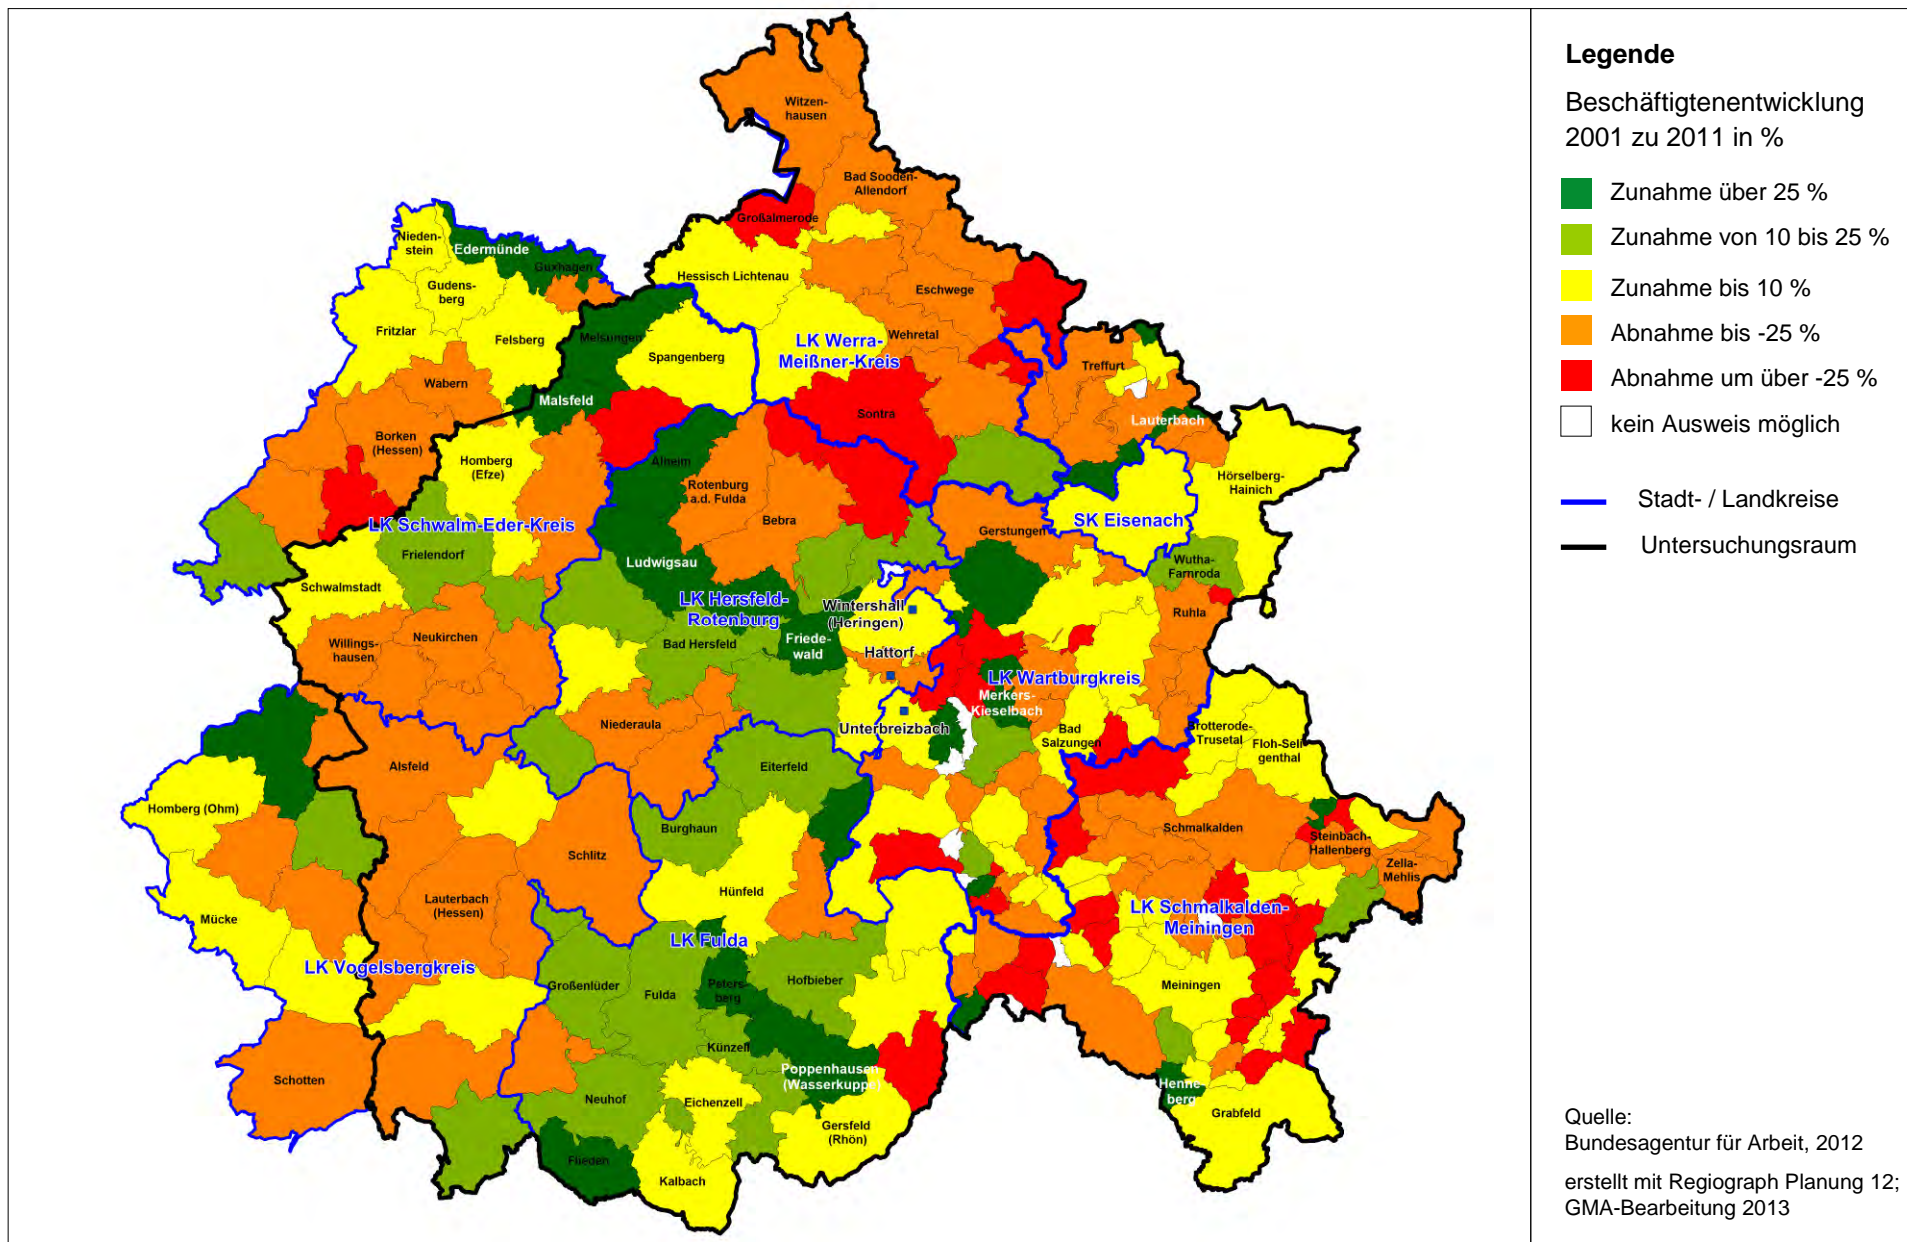 Witzen-
hausen
Bad Sooden-
Allendorf
Großalmerode
Nieden-
stein
Edermünde
Guxhagen
Hessisch Lichtenau
Gudens-
berg
Eschwege
Fritzlar
Felsberg
Melsungen
Wehretal
LK Werra-
Meißner-Kreis
Spangenberg
Treffurt
Wabern
Malsfeld
Sontra
Lauterbach
Borken
(Hessen)
Homberg
(Efze)
Alheim
Hörselberg-
Hainich
Rotenburg
a.d. Fulda
Bebra
LK Schwalm-Eder-Kreis
SK Eisenach
Gerstungen
Frielendorf
Ludwigsau
Wutha-
Farnroda
Schwalmstadt
LK Hersfeld-
Rotenburg
Wintershall
(Heringen)
Ruhla
Neukirchen
Willings-
hausen
Bad Hersfeld
Friede-
wald
Hattorf
LK Wartburgkreis
Merkers-
Kieselbach
Niederaula
Unterbreizbach
Bad
Salzungen
Brotterode-
Trusetal
Floh-Seli
genthal
Alsfeld
Eiterfeld
Homberg (Ohm)
Burghaun
Schmalkalden
Steinbach-
Hallenberg
Schlitz
Zella-
Mehlis
Hünfeld
Lauterbach
(Hessen)
Mücke
LK Schmalkalden-
Meiningen
LK Fulda
LK Vogelsbergkreis
Großenlüder
Fulda
Peters-
berg
Hofbieber
Meiningen
Künzell
Poppenhausen
(Wasserkuppe)
Schotten
Neuhof
Eichenzell
Henne-
berg
Grabfeld
Gersfeld
(Rhön)
Flieden
Kalbach
Legende
Beschäftigtenentwicklung
2001 zu 2011 in %
Zunahme über 25 %
Zunahme von 10 bis 25 %
Zunahme bis 10 %
Abnahme bis -25 %
Abnahme um über -25 %
kein Ausweis möglich
Stadt- / Landkreise
Untersuchungsraum
Quelle:
Bundesagentur für Arbeit, 2012
erstellt mit Regiograph Planung 12;
GMA-Bearbeitung 2013